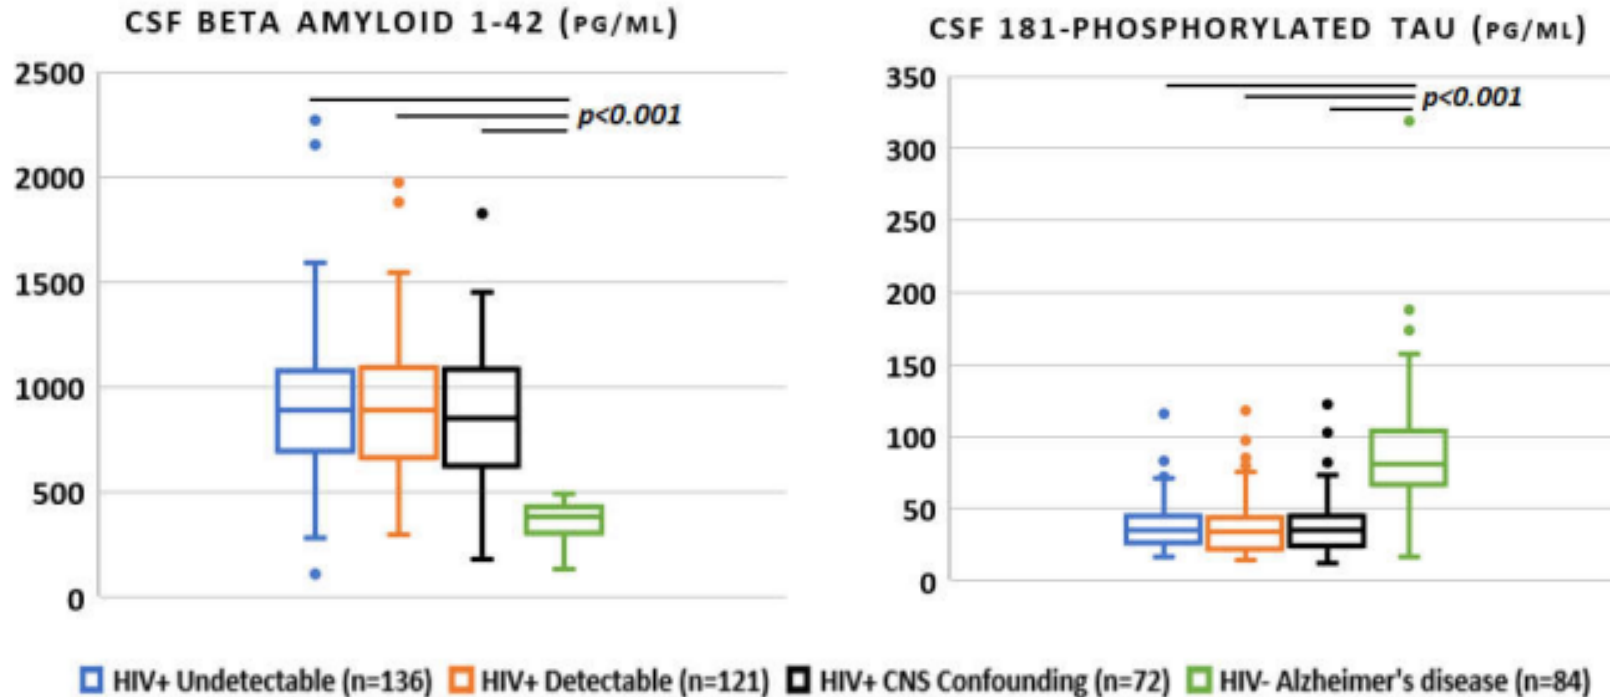 CSF BETA AMYLOID 1-42 (PG/ML)
2500
2000
1500
1000
500
0
p<0.001
CSF 181-PHOSPHORYLATED TAU (PG/ML)
350
300
250
200
150
100
50
0
p<0.001
HIV+ Undetectable (n=136) HIV+ Detectable (n=121) HIV+ CNS Confounding (n=72) HIV- Alzheimer's disease (n=84)